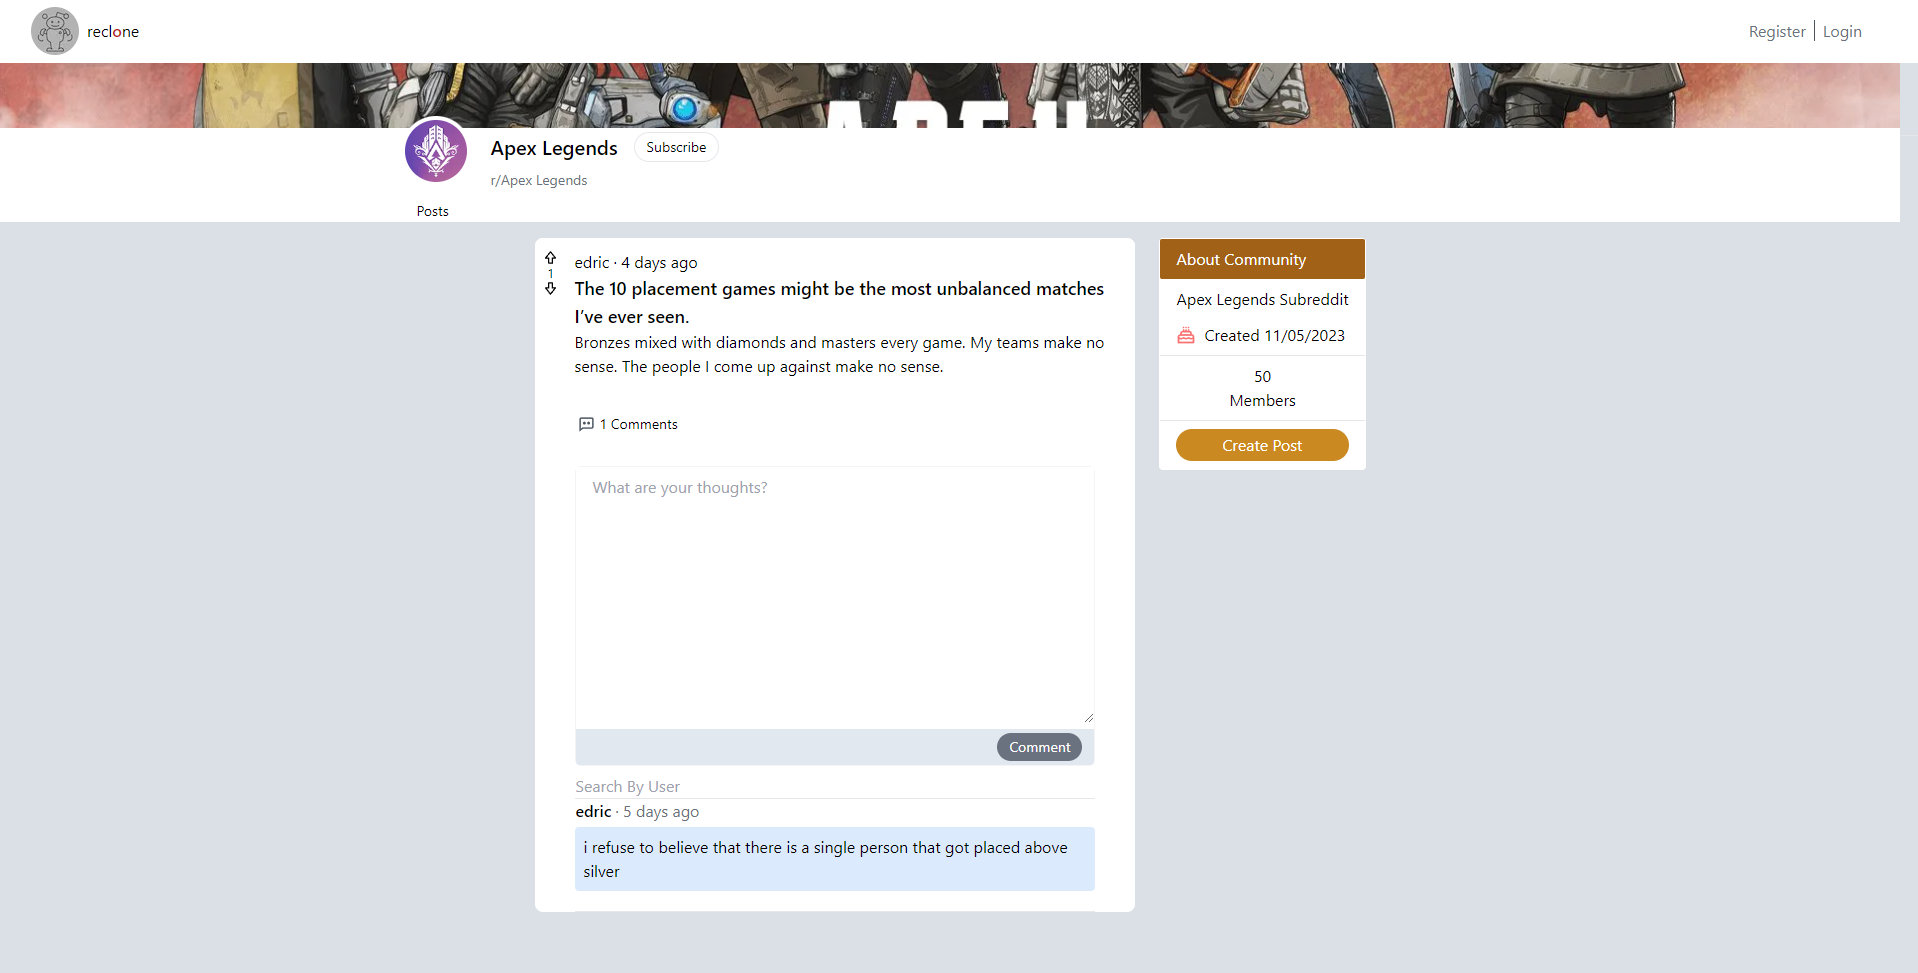 reclone
Register
Login
APEX
Apex Legends
Subscribe
r/Apex Legends
Posts
1
edric · 4 days ago
The 10 placement games might be the most unbalanced matches
I’ve ever seen.
Bronzes mixed with diamonds and masters every game. My teams make no
sense. The people I come up against make no sense.
1 Comments
What are your thoughts?
Comment
Search By User
edric · 5 days ago
i refuse to believe that there is a single person that got placed above
silver
About Community
Apex Legends Subreddit
Created 11/05/2023
50
Members
Create Post